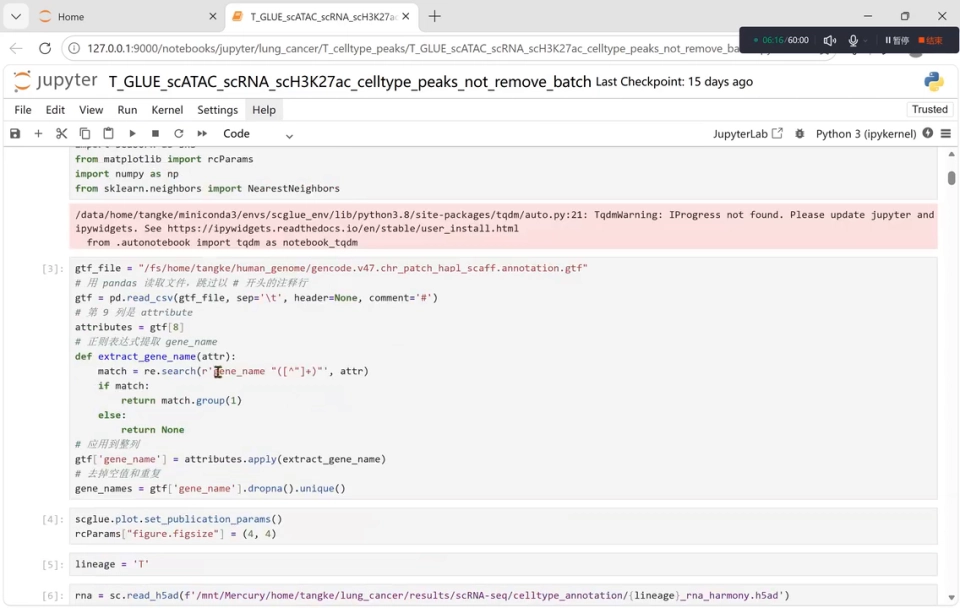 Home
T_GLUE_scATAC_scRNA_scH3K27a
127.0.0.1:9000/notebooks/jupyter/lung_cancer/T_celltype_peaks/T_GLUE_scATAC_scRNA_scH3K27ac_celltype_peaks_not_remove_ba
06:16/60:00 暂停 结束
jupyter T_GLUE_scATAC_scRNA_scH3K27ac_celltype_peaks_not_remove_batch Last Checkpoint: 15 days ago
File Edit View Run Kernel Settings Help Trusted
Code JupyterLab Python 3 (ipykernel)
from matplotlib import rcParams
import numpy as np
from sklearn.neighbors import NearestNeighbors
/data/home/tangke/miniconda3/envs/scglue_env/lib/python3.8/site-packages/tqdm/auto.py:21: TqdmWarning: IProgress not found. Please update jupyter and
ipywidgets. See https://ipywidgets.readthedocs.io/en/stable/user_install.html
from .autonotebook import tqdm as notebook_tqdm
[3]: gtf_file = "/fs/home/tangke/human_genome/gencode.v47.chr_patch_hapl_scaff.annotation.gtf"
# 用 pandas 读取文件，跳过以 # 开头的注释行
gtf = pd.read_csv(gtf_file, sep='\t', header=None, comment='#')
# 第 9 列是 attribute
attributes = gtf[8]
# 正则表达式提取 gene_name
def extract_gene_name(attr):
match = re.search(r'gene_name "([^"]+)"', attr)
if match:
return match.group(1)
else:
return None
# 应用到整列
gtf['gene_name'] = attributes.apply(extract_gene_name)
# 去掉空值和重复
gene_names = gtf['gene_name'].dropna().unique()
[4]: scglue.plot.set_publication_params()
rcParams["figure.figsize"] = (4, 4)
[5]: lineage = 'T'
[6]: rna = sc.read_h5ad(f'/mnt/Mercury/home/tangke/lung_cancer/results/scRNA-seq/celltype_annotation/{lineage}_rna_harmony.h5ad')